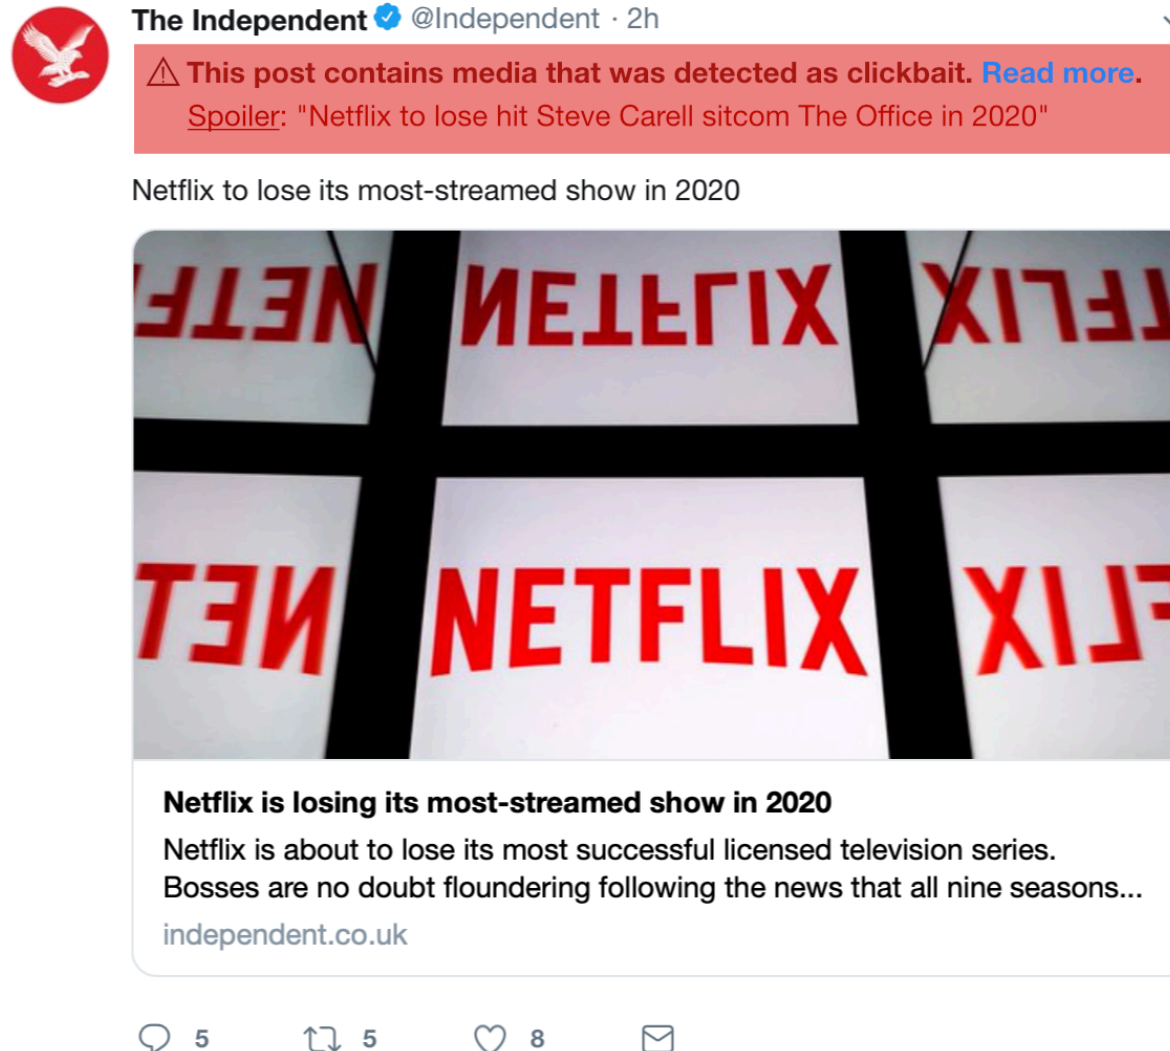 The Independent @Independent · 2h
⚠ This post contains media that was detected as clickbait. Read more.
Spoiler: "Netflix to lose hit Steve Carell sitcom The Office in 2020"
Netflix to lose its most-streamed show in 2020
NETF NETFLIX TFLIX
NET NETFLIX FLIX
Netflix is losing its most-streamed show in 2020
Netflix is about to lose its most successful licensed television series.
Bosses are no doubt floundering following the news that all nine seasons...
independent.co.uk
5 5 8